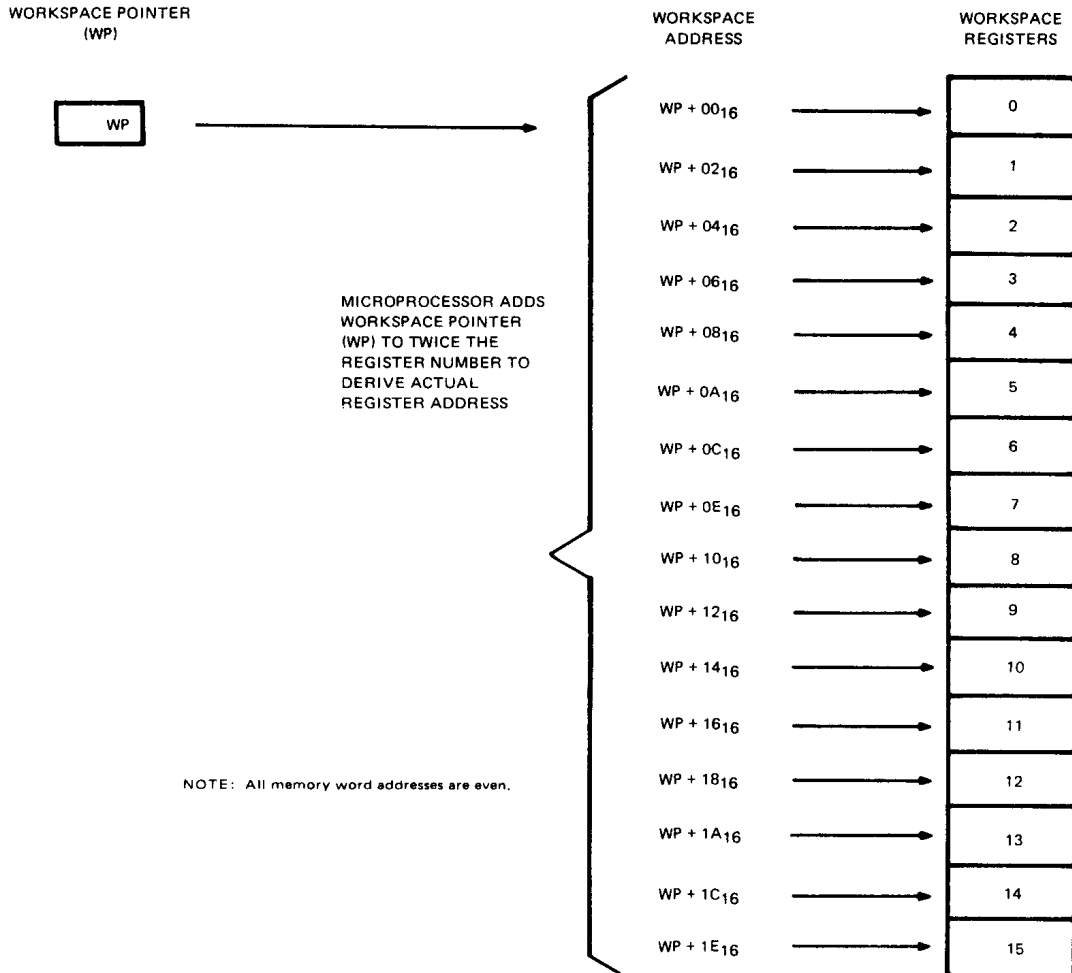 WORKSPACE POINTER
(WP)
WORKSPACE
ADDRESS
WORKSPACE
REGISTERS
WP
WP + 00₁₆
0
WP + 02₁₆
1
WP + 04₁₆
2
WP + 06₁₆
3
WP + 08₁₆
4
WP + 0A₁₆
5
WP + 0C₁₆
6
WP + 0E₁₆
7
WP + 10₁₆
8
WP + 12₁₆
9
WP + 14₁₆
10
WP + 16₁₆
11
WP + 18₁₆
12
WP + 1A₁₆
13
WP + 1C₁₆
14
WP + 1E₁₆
15
MICROPROCESSOR ADDS
WORKSPACE POINTER
(WP) TO TWICE THE
REGISTER NUMBER TO
DERIVE ACTUAL
REGISTER ADDRESS
NOTE: All memory word addresses are even.